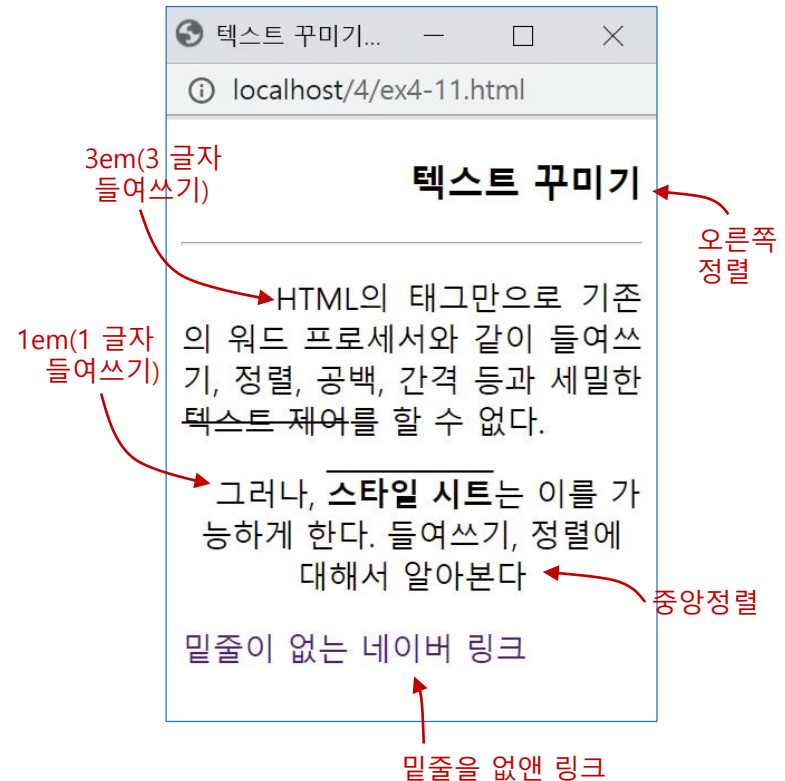 텍스트 꾸미기...
localhost/4/ex4-11.html
3em(3 글자
들여쓰기)
텍스트 꾸미기
오른쪽
정렬
HTML의 태그만으로 기존
1em(1 글자
들여쓰기)
의 워드 프로세서와 같이 들여쓰
기, 정렬, 공백, 간격 등과 세밀한
텍스트 제어를 할 수 없다.
그러나, 스타일 시트는 이를 가
능하게 한다. 들여쓰기, 정렬에
대해서 알아본다
중앙정렬
밑줄이 없는 네이버 링크
밑줄을 없앤 링크